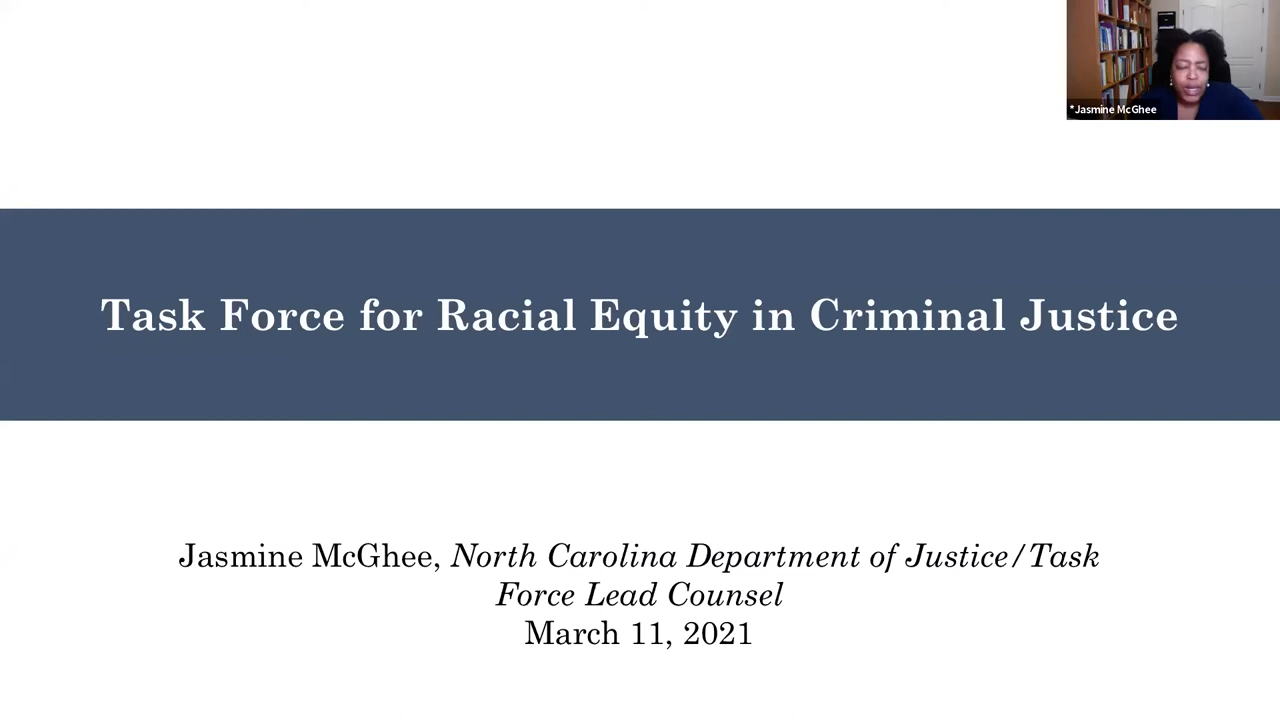 *Jasmine McGhee
Task Force for Racial Equity in Criminal Justice
Jasmine McGhee, North Carolina Department of Justice/Task
Force Lead Counsel
March 11, 2021